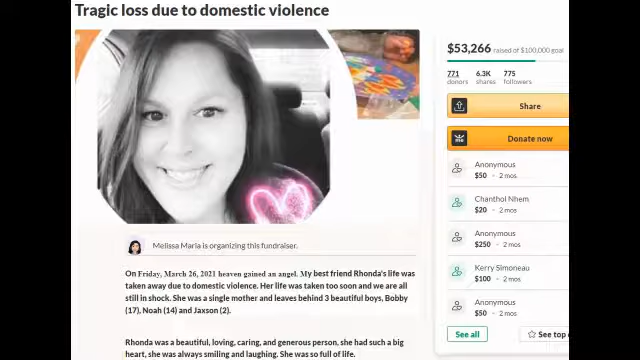 Tragic loss due to domestic violence
$53,266 raised of $100,000 goal
771 6.3K 775
donors shares followers
Share
Donate now
Anonymous
$50 • 2 mos
Chanthol Nhem
$20 • 2 mos
Anonymous
$250 • 2 mos
Kerry Simoneau
$100 • 2 mos
Anonymous
$50 • 2 mos
See all
See top
Melissa Maria is organizing this fundraiser.
On Friday, March 26, 2021 heaven gained an angel. My best friend Rhonda's life was
taken away due to domestic violence. Her life was taken too soon and we are all
still in shock. She was a single mother and leaves behind 3 beautiful boys, Bobby
(17), Noah (14) and Jaxson (2).
Rhonda was a beautiful, loving, caring, and generous person, she had such a big
heart, she was always smiling and laughing. She was so full of life.